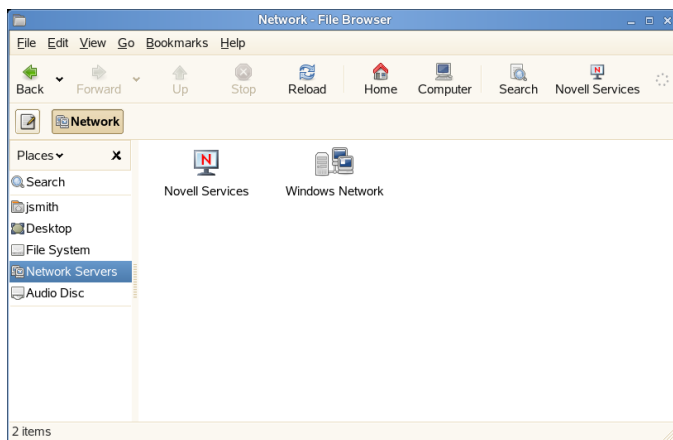 Network - File Browser
File Edit View Go Bookmarks Help
Back Forward Up Stop Reload Home Computer Search Novell Services
Network
Places
Search
jsmith
Desktop
File System
Network Servers
Audio Disc
N
Novell Services
Windows Network
2 items